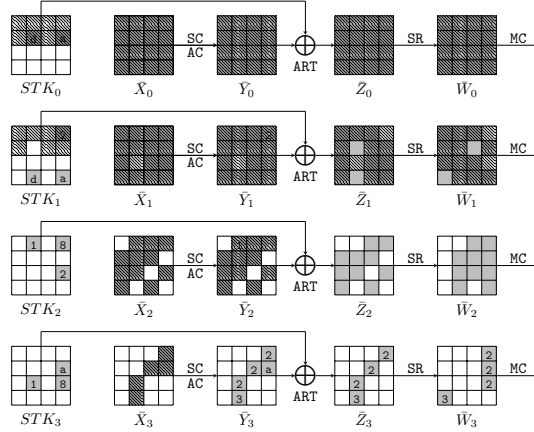 d a
SC
AC
ART
SR
MC
STK₀ X̄₀ Ȳ₀ Z̄₀ W̄₀
2
d a
SC
AC
ART
SR
MC
STK₁ X̄₁ Ȳ₁ Z̄₁ W̄₁
1 8 1
2
SC
AC
ART
SR
MC
STK₂ X̄₂ Ȳ₂ Z̄₂ W̄₂
2 2
a 2 a 2 2
1 8 2 2 2
3 3 3
2
SC
AC
ART
SR
MC
STK₃ X̄₃ Ȳ₃ Z̄₃ W̄₃